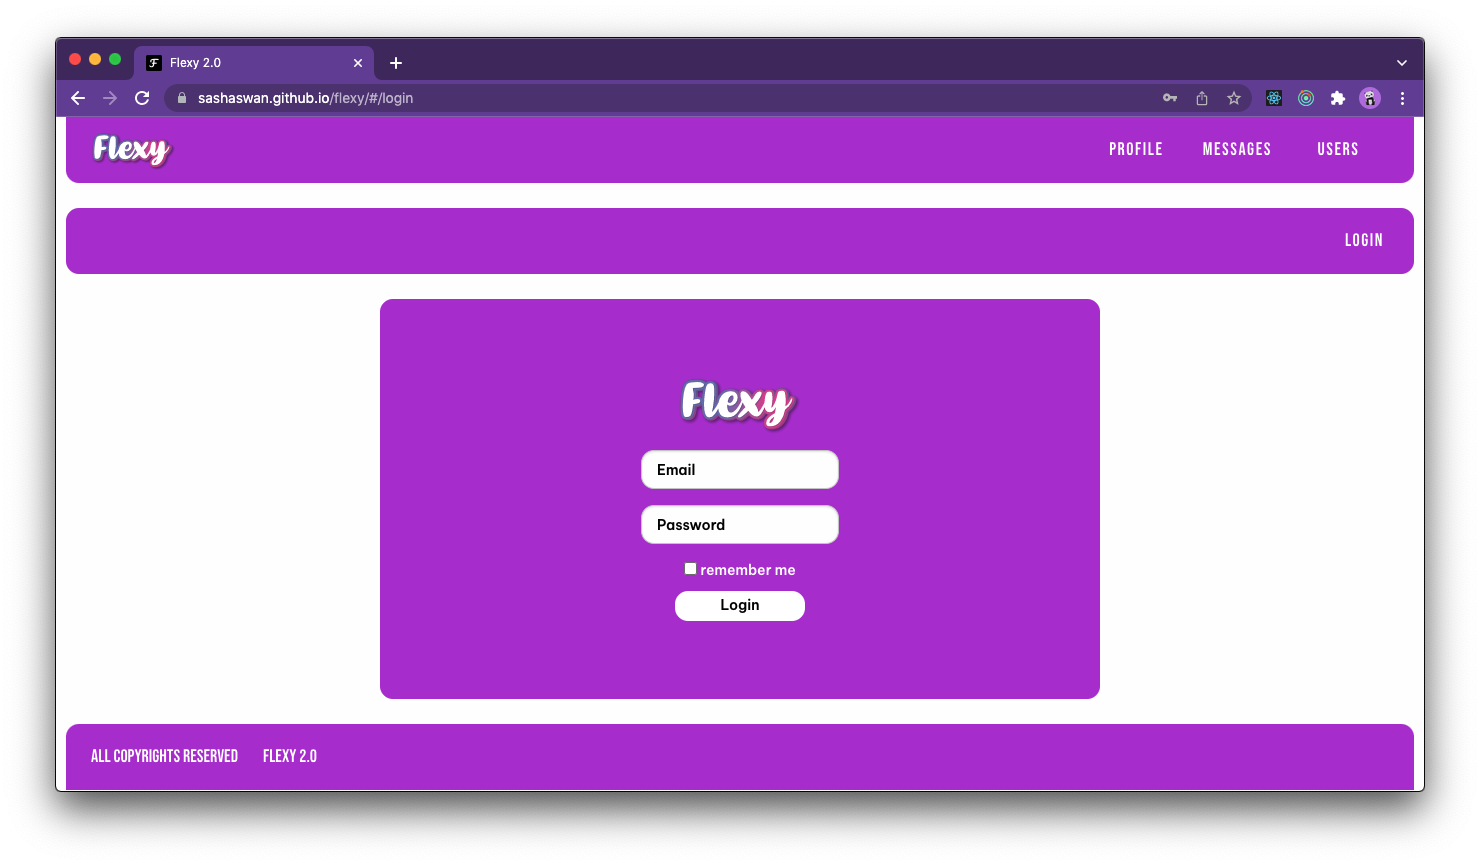 Flexy 2.0
sashaswan.github.io/flexy/#/login
Flexy
PROFILE MESSAGES USERS
LOGIN
Flexy
Email
Password
remember me
Login
ALL COPYRIGHTS RESERVED FLEXY 2.0